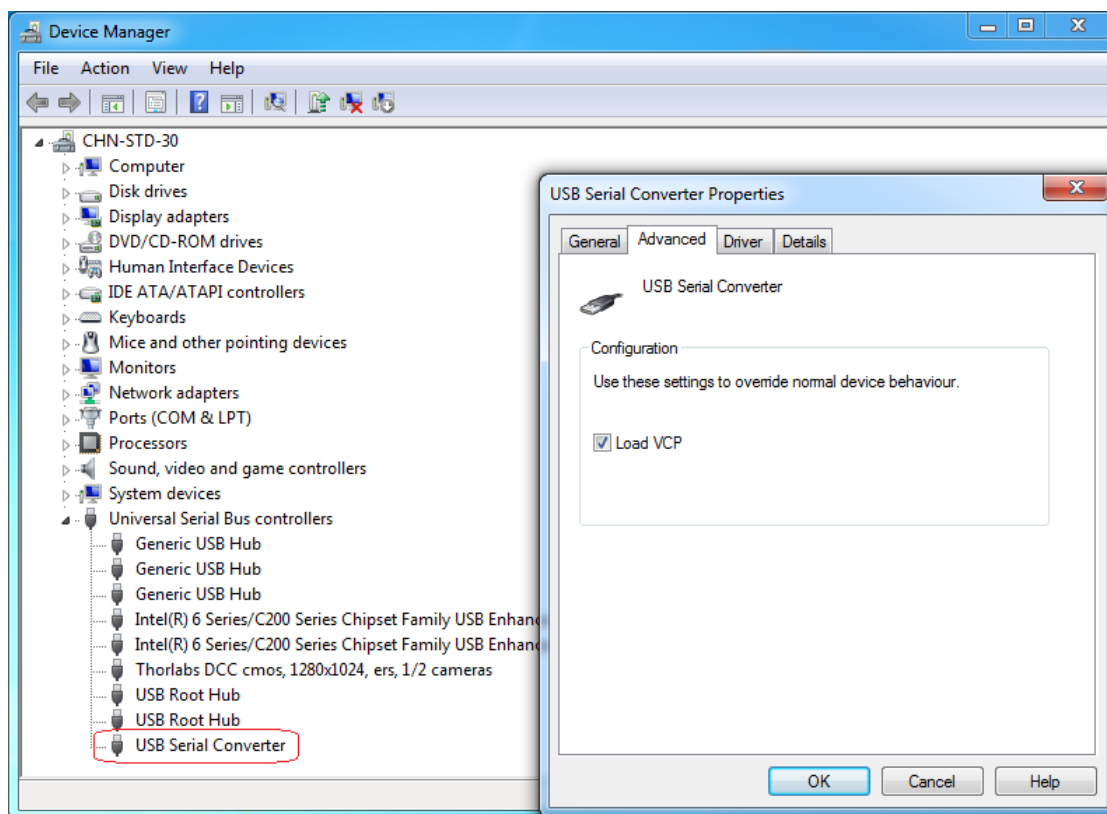 Device Manager
File Action View Help
CHN-STD-30
Computer
Disk drives
Display adapters
DVD/CD-ROM drives
Human Interface Devices
IDE ATA/ATAPI controllers
Keyboards
Mice and other pointing devices
Monitors
Network adapters
Ports (COM & LPT)
Processors
Sound, video and game controllers
System devices
Universal Serial Bus controllers
Generic USB Hub
Generic USB Hub
Generic USB Hub
Intel(R) 6 Series/C200 Series Chipset Family USB Enhan
Intel(R) 6 Series/C200 Series Chipset Family USB Enhan
Thorlabs DCC cmos, 1280x1024, ers, 1/2 cameras
USB Root Hub
USB Root Hub
USB Serial Converter
USB Serial Converter Properties
General Advanced Driver Details
USB Serial Converter
Configuration
Use these settings to override normal device behaviour.
Load VCP
OK Cancel Help